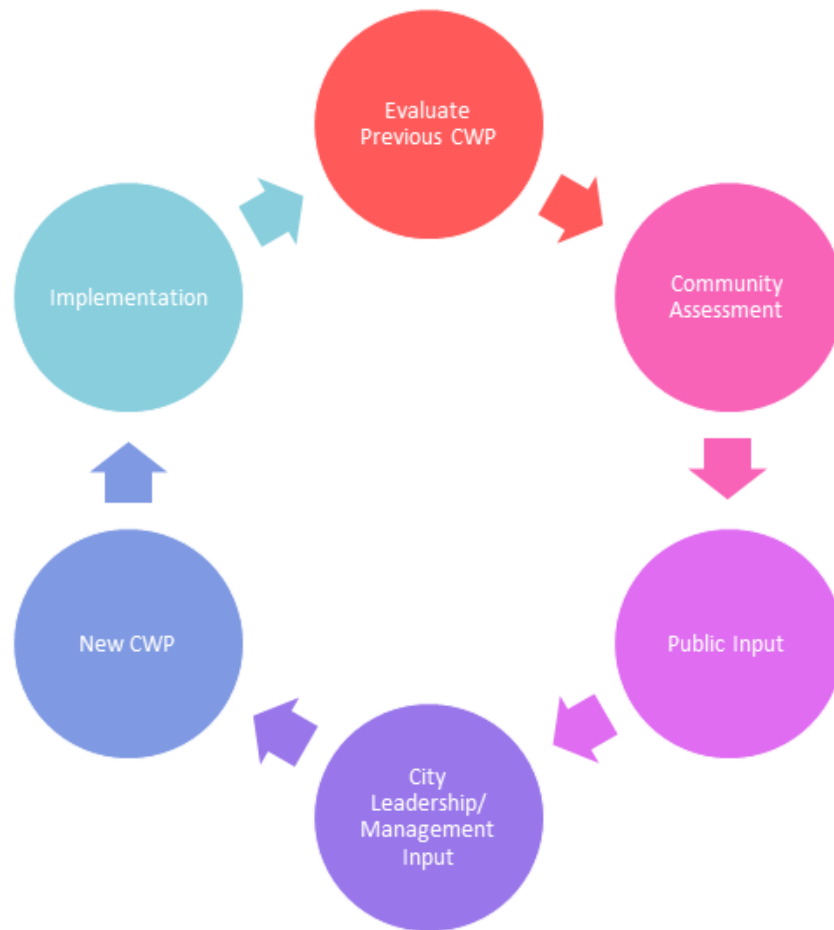 Evaluate
Previous CWP
Community
Assessment
Public Input
City
Leadership/
Management
Input
New CWP
Implementation